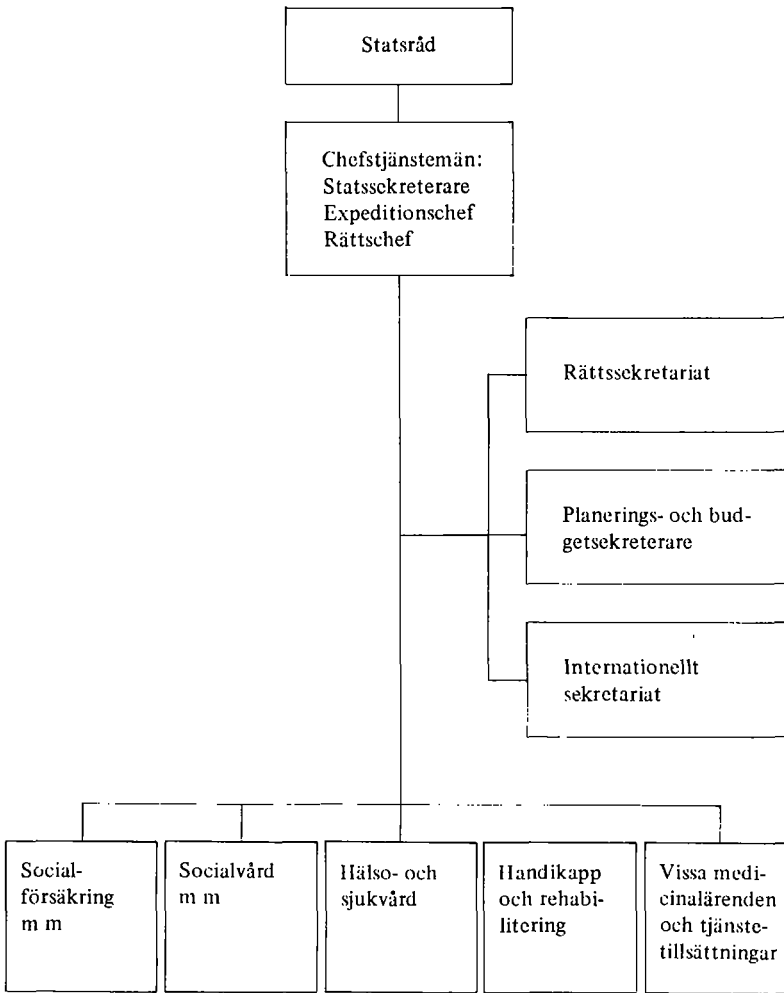 Statsråd
Chefstjänstemän:
Statssekreterare
Expeditionschef
Rättschef
Rättssekretariat
Planerings- och bud-
getsekreterare
Internationellt
sekretariat
Social-
försäkring
m m
Socialvård
m m
Hälso- och
sjukvård
Handikapp
och rehabi-
litering
Vissa medi-
cinalärenden
och tjänste-
tillsättningar